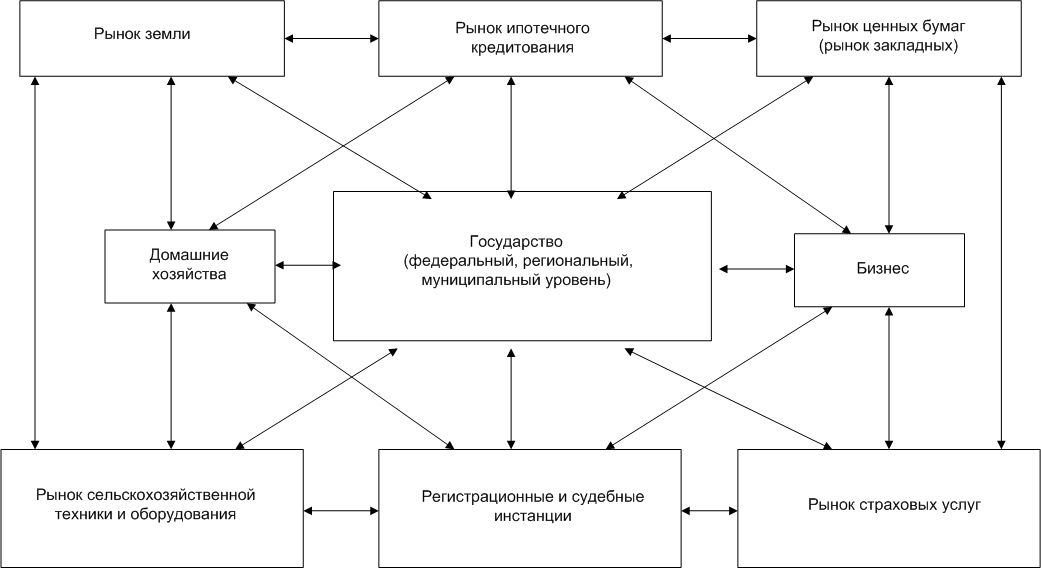 Рынок земли
Рынок ипотечного
кредитования
Рынок ценных бумаг
(рынок закладных)
Домашние
хозяйства
Государство
(федеральный, региональный,
муниципальный уровень)
Бизнес
Рынок сельскохозяйственной
техники и оборудования
Регистрационные и судебные
инстанции
Рынок страховых услуг